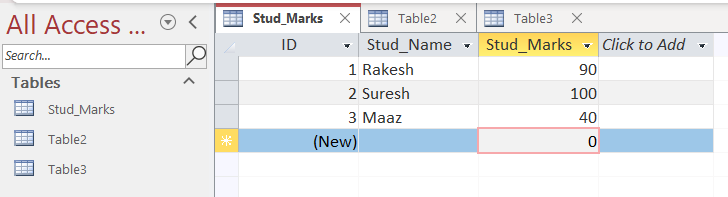 All Access ...
Search...
Tables
Stud_Marks
Table2
Table3
Stud_Marks Table2 Table3
ID Stud_Name Stud_Marks Click to Add
1 Rakesh 90
2 Suresh 100
3 Maaz 40
(New) 0